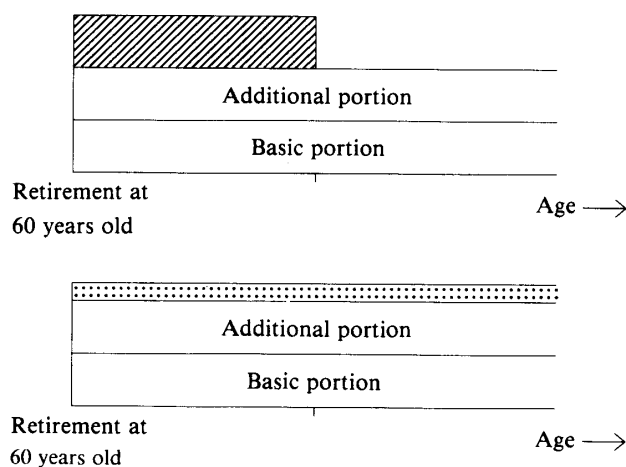 Additional portion
Basic portion
Retirement at
60 years old
Age
Additional portion
Basic portion
Retirement at
60 years old
Age